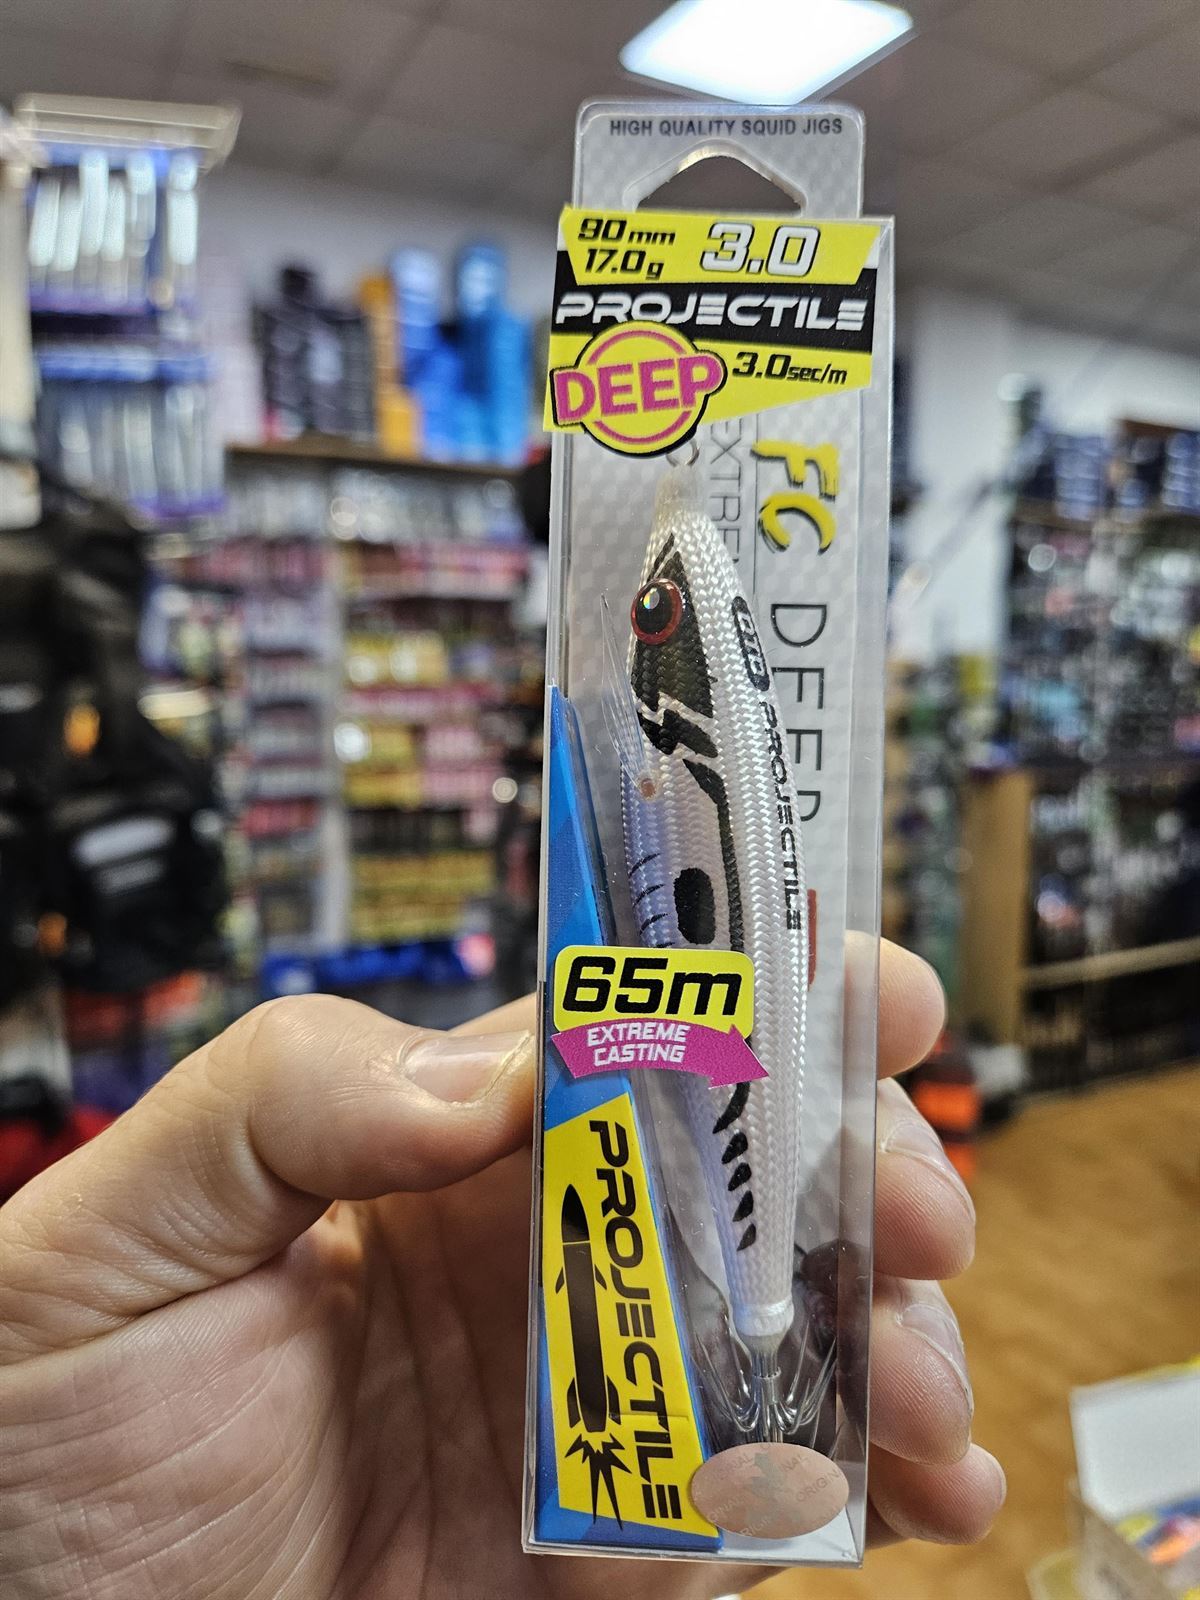 HIGH QUALITY SQUID JIGS
90mm
17.0g
3.0
PROJECTILE
DEEP
3.0sec/m
FC DEEP
PROJECTILE
65m
EXTREME
CASTING
PROJECTILE
ORIGINAL